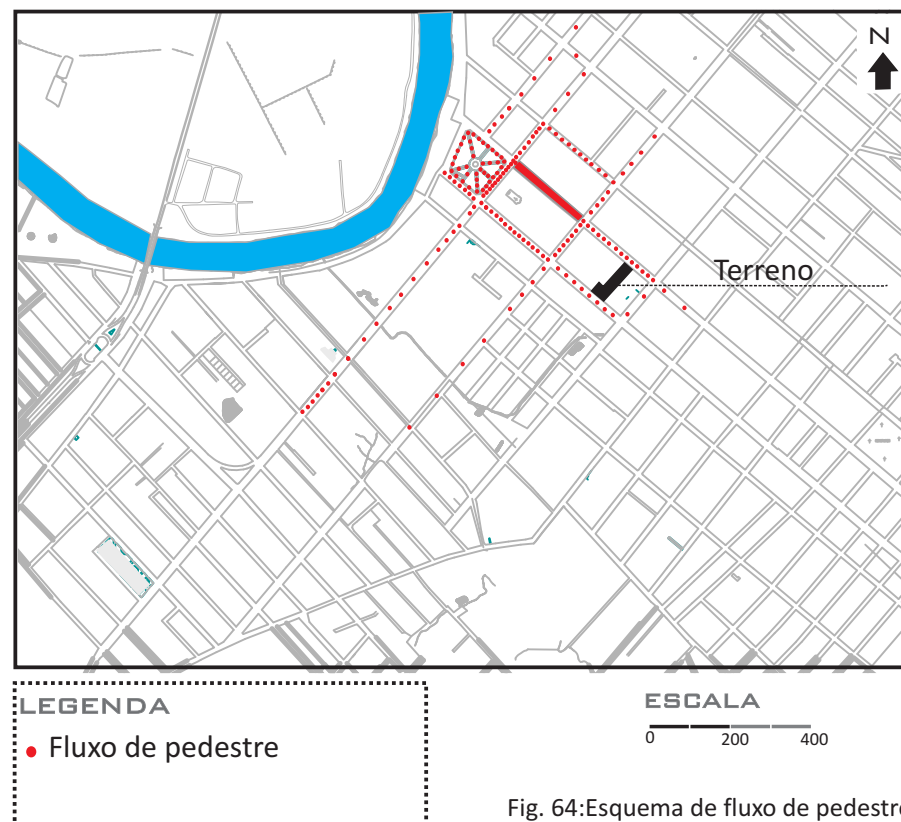 N
Terreno
LEGENDA
Fluxo de pedestre
ESCALA
0 200 400
Fig. 64:Esquema de fluxo de pedestre